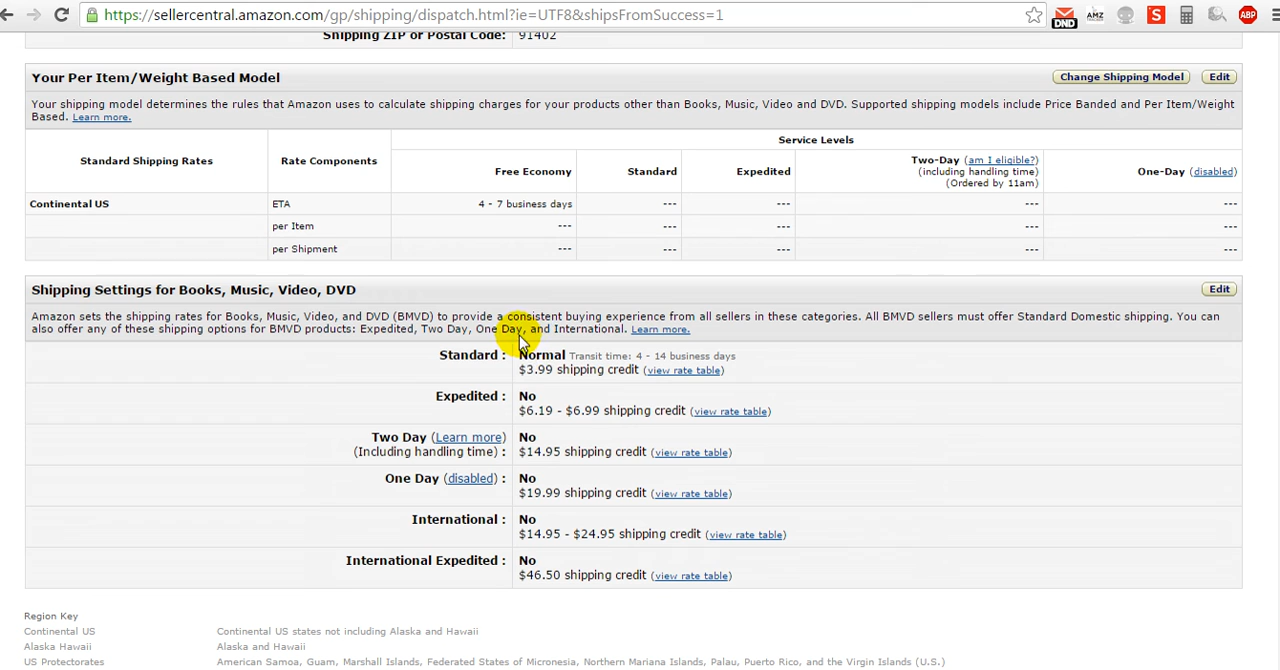 https://sellercentral.amazon.com/gp/shipping/dispatch.html?ie=UTF8&shipsFromSuccess=1
DND
AMZ
S
ABP
Shipping ZIP or Postal Code: 91402
Your Per Item/Weight Based Model
Change Shipping Model Edit
Your shipping model determines the rules that Amazon uses to calculate shipping charges for your products other than Books, Music, Video and DVD. Supported shipping models include Price Banded and Per Item/Weight
Based. Learn more.
Service Levels
Standard Shipping Rates Rate Components Free Economy Standard Expedited Two-Day (am I eligible?)
(including handling time)
(Ordered by 11am)
One-Day (disabled)
Continental US ETA 4 - 7 business days --- --- --- ---
per Item --- --- --- --- ---
per Shipment --- --- --- --- ---
Shipping Settings for Books, Music, Video, DVD Edit
Amazon sets the shipping rates for Books, Music, Video, and DVD (BMVD) to provide a consistent buying experience from all sellers in these categories. All BMVD sellers must offer Standard Domestic shipping. You can
also offer any of these shipping options for BMVD products: Expedited, Two Day, One Day, and International. Learn more.
Standard : Normal Transit time: 4 - 14 business days
$3.99 shipping credit (view rate table)
Expedited : No
$6.19 - $6.99 shipping credit (view rate table)
Two Day (Learn more) No
(Including handling time) : $14.95 shipping credit (view rate table)
One Day (disabled) : No
$19.99 shipping credit (view rate table)
International : No
$14.95 - $24.95 shipping credit (view rate table)
International Expedited : No
$46.50 shipping credit (view rate table)
Region Key
Continental US Continental US states not including Alaska and Hawaii
Alaska Hawaii Alaska and Hawaii
US Protectorates American Samoa, Guam, Marshall Islands, Federated States of Micronesia, Northern Mariana Islands, Palau, Puerto Rico, and the Virgin Islands (U.S.)